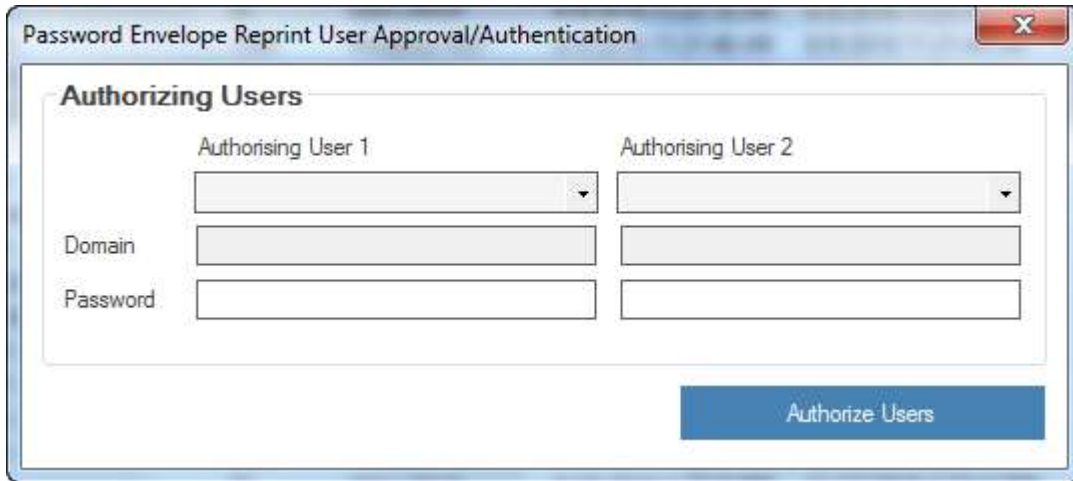 Password Envelope Reprint User Approval/Authentication
Authorizing Users
Authorising User 1 Authorising User 2
Domain
Password
Authorize Users